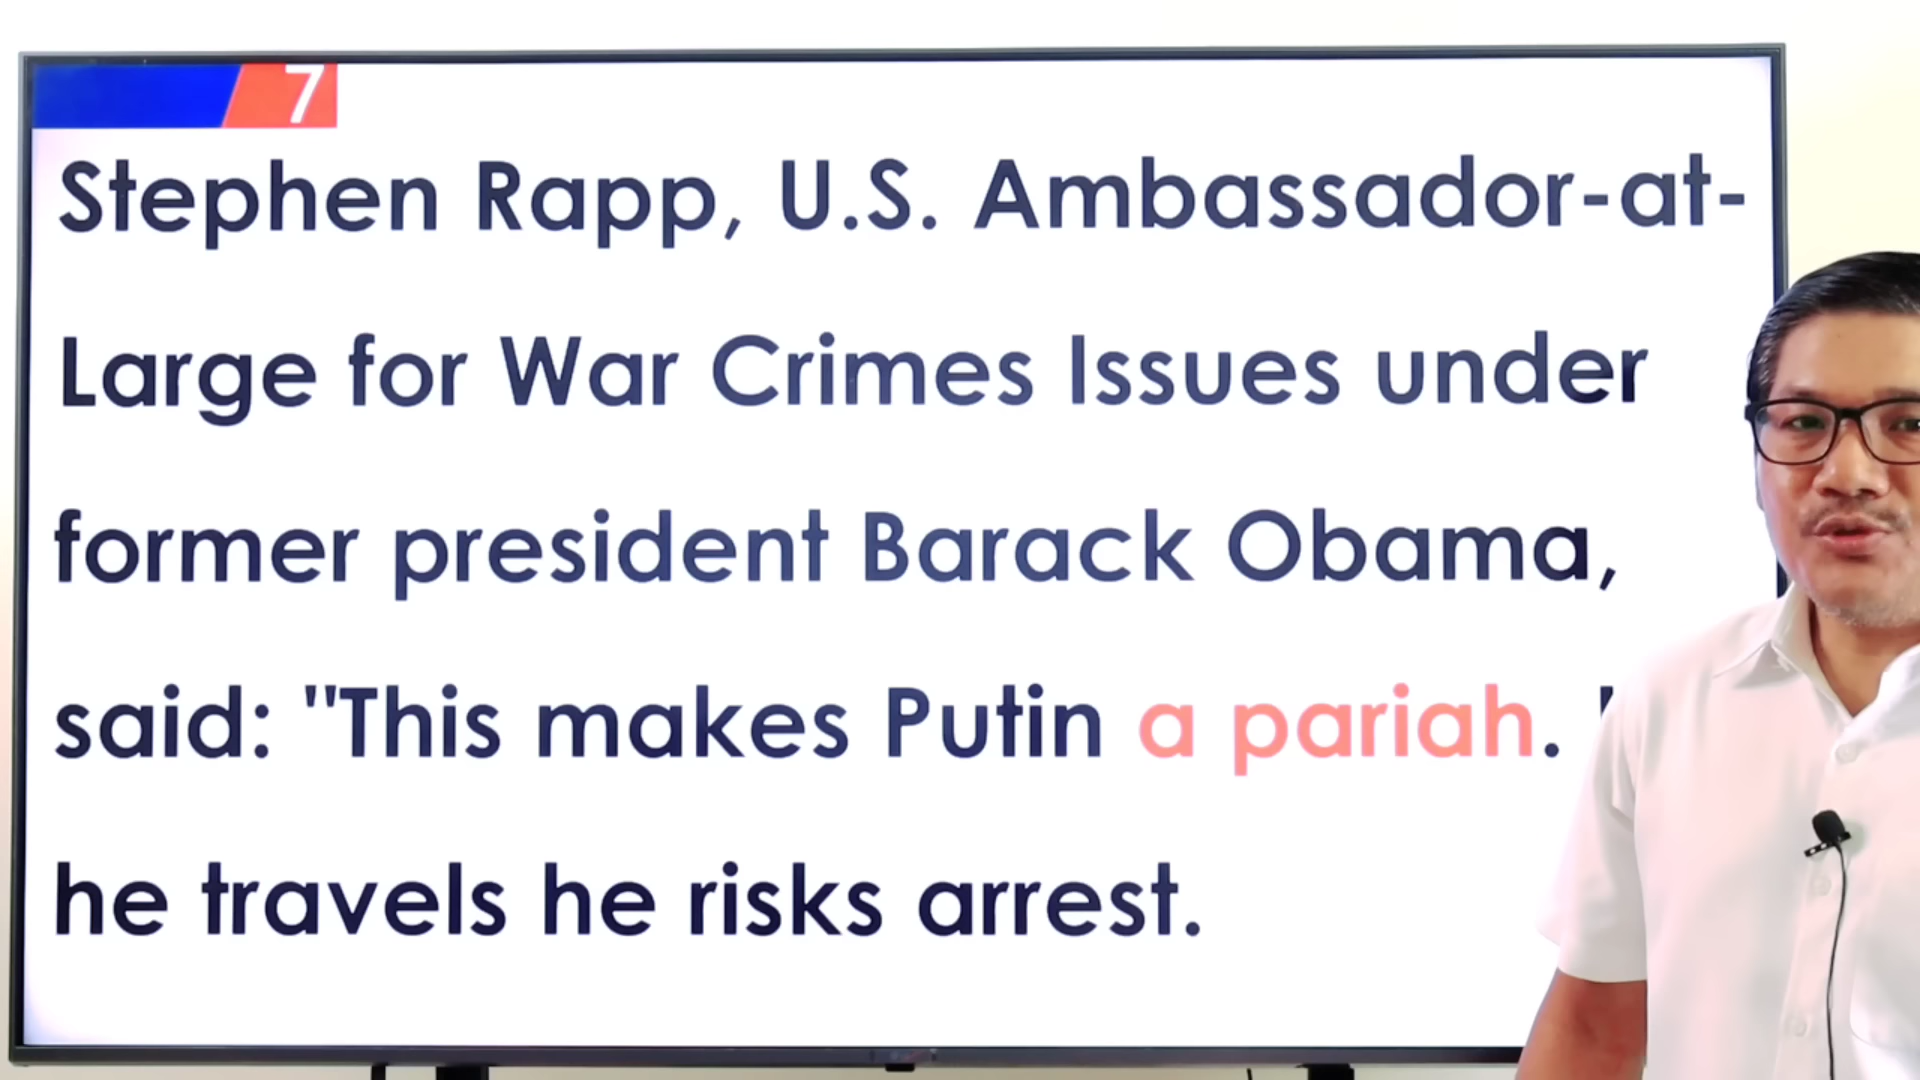 7
Stephen Rapp, U.S. Ambassador-at-
Large for War Crimes Issues under
former president Barack Obama,
said: "This makes Putin a pariah.
he travels he risks arrest.